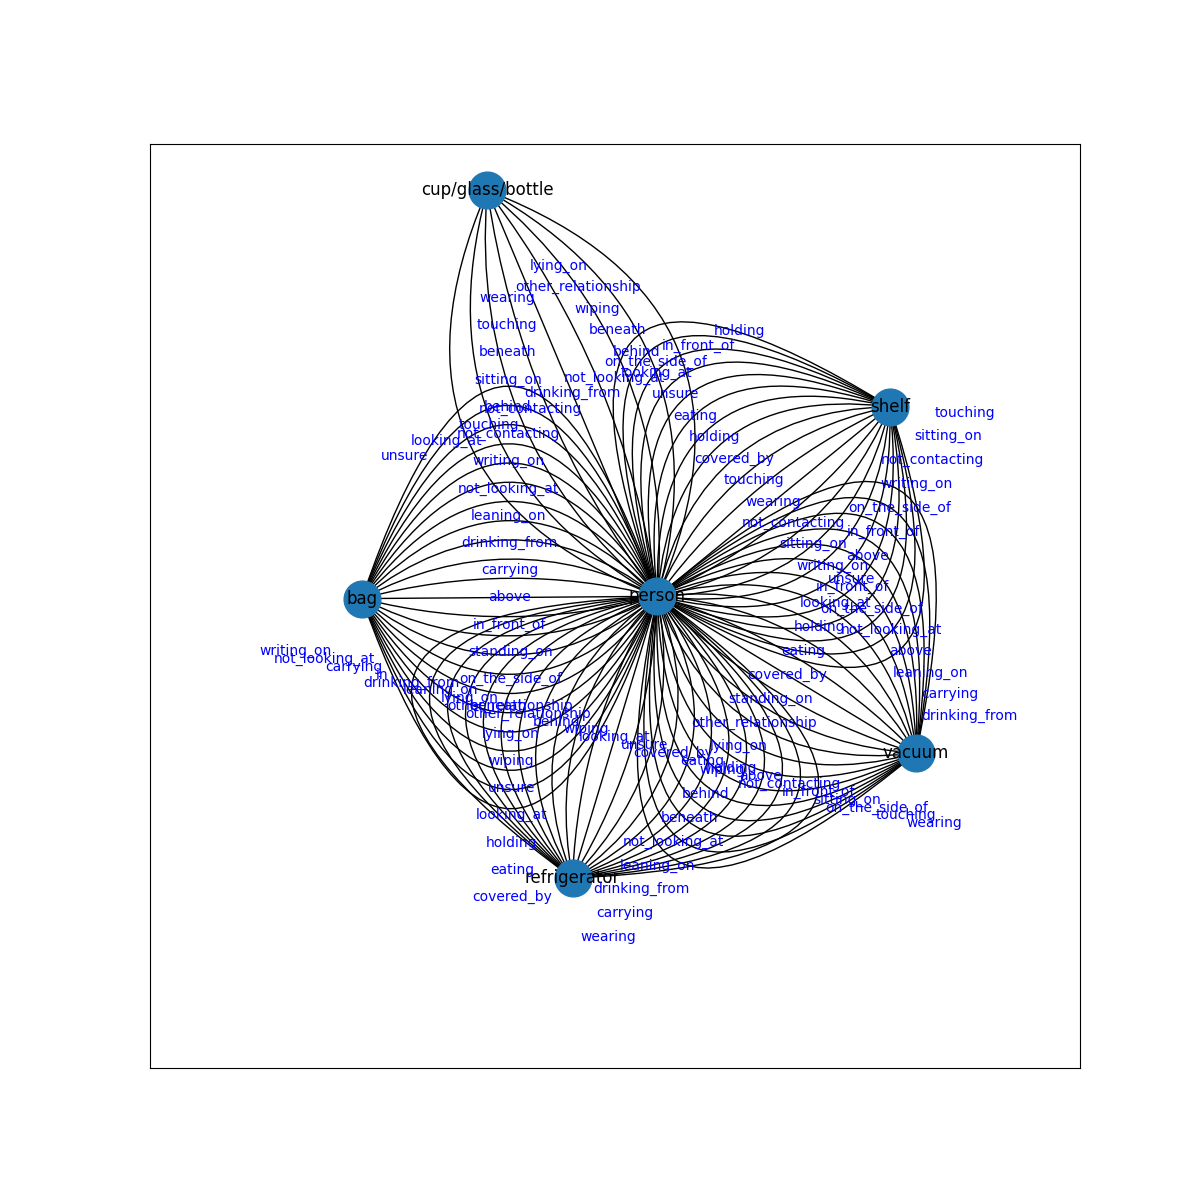 cup/glass/bottle
lying_on
other_relationship
wearing
wiping
touching
beneath
holding
in_front_of
beneath
behind
on_the_side_of
looking_at
sitting_on
not_looking_at
drinking_from
unsure
shelf
behind
not_contacting
touching
eating
touching
not_contacting
sitting_on
looking_at
holding
unsure
covered_by
not_contacting
writing_on
touching
writing_on
not_looking_at
wearing
on_the_side_of
leaning_on
not_contacting
in_front_of
drinking_from
sitting_on
above
carrying
writing_on
unsure
in_front_of
bag
above
person
looking_at
on_the_side_of
in_front_of
holding
not_looking_at
writing_on
not_looking_at
carrying
in
standing_on
eating
above
drinking_from
leaning_on
on_the_side_of
covered_by
leaning_on
lying_on
standing_on
carrying
other_relationship
beneath
other_relationship
behind
wiping
drinking_from
lying_on
looking_at
other_relationship
unsure
covered_by
lying_on
vacuum
wiping
eating
wiping
holding
above
not_contacting
unsure
behind
in_front_of
sitting_on
on_the_side_of
looking_at
beneath
touching
wearing
holding
not_looking_at
eating
leaning_on
refrigerator
drinking_from
covered_by
carrying
wearing